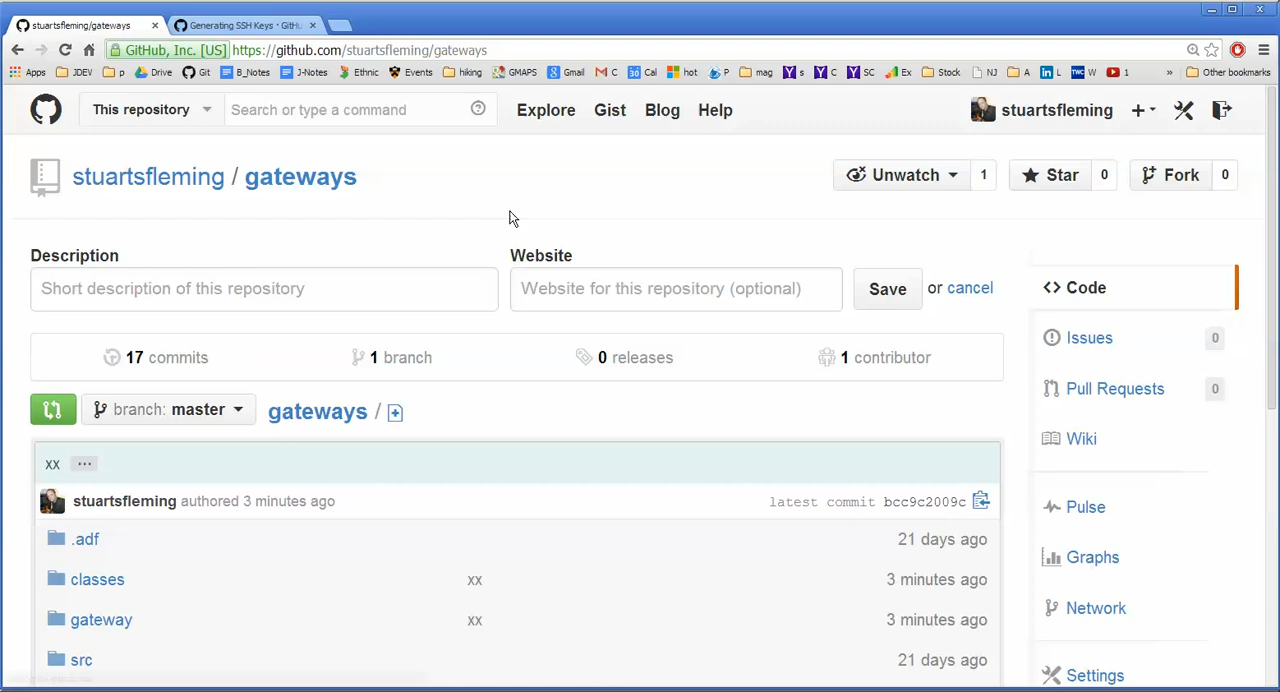 stuartsfleming/gateways
Generating SSH Keys · GitHu
GitHub, Inc. [US] https://github.com/stuartsfleming/gateways
Apps JDEV p Drive Git B_Notes J-Notes Ethnic Events hiking GMAPS Gmail C hot P mag s C SC Ex Stock NJ A L W 1 » Other bookmarks
This repository Search or type a command Explore Gist Blog Help stuartsfleming
stuartsfleming / gateways Unwatch 1 Star 0 Fork 0
Description Website
Short description of this repository Website for this repository (optional) Save or cancel
Code
17 commits 1 branch 0 releases 1 contributor
Issues 0
Pull Requests 0
branch: master gateways /
Wiki
xx ...
stuartsfleming authored 3 minutes ago latest commit bcc9c2009c
Pulse
.adf 21 days ago
Graphs
classes xx 3 minutes ago
Network
gateway xx 3 minutes ago
src 21 days ago
Settings